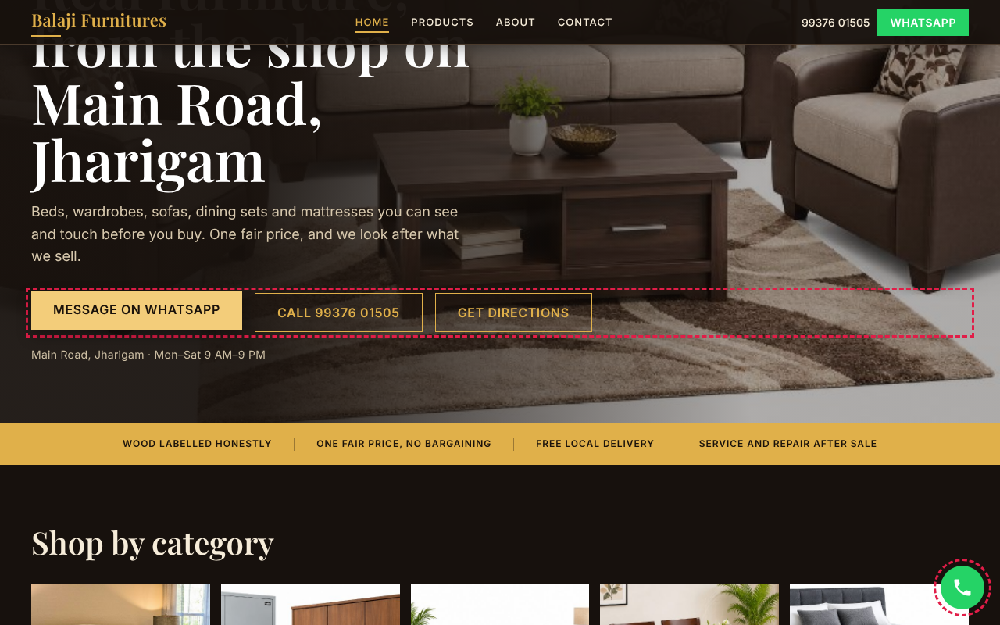 Balaji Furnitures
HOME
PRODUCTS
ABOUT
CONTACT
99376 01505
WHATSAPP
Real furniture,
from the shop on
Main Road,
Jharigam
Beds, wardrobes, sofas, dining sets and mattresses you can see
and touch before you buy. One fair price, and we look after what
we sell.
MESSAGE ON WHATSAPP
CALL 99376 01505
GET DIRECTIONS
Main Road, Jharigam · Mon–Sat 9 AM–9 PM
WOOD LABELLED HONESTLY
ONE FAIR PRICE, NO BARGAINING
FREE LOCAL DELIVERY
SERVICE AND REPAIR AFTER SALE
Shop by category